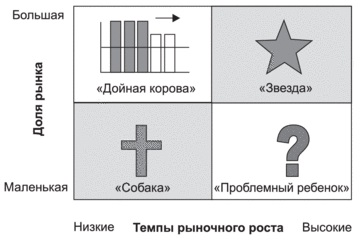 Большая
«Дойная корова»
«Звезда»
Доля рынка
Маленькая
«Собака»
«Проблемный ребенок»
?
Низкие
Темпы рыночного роста
Высокие